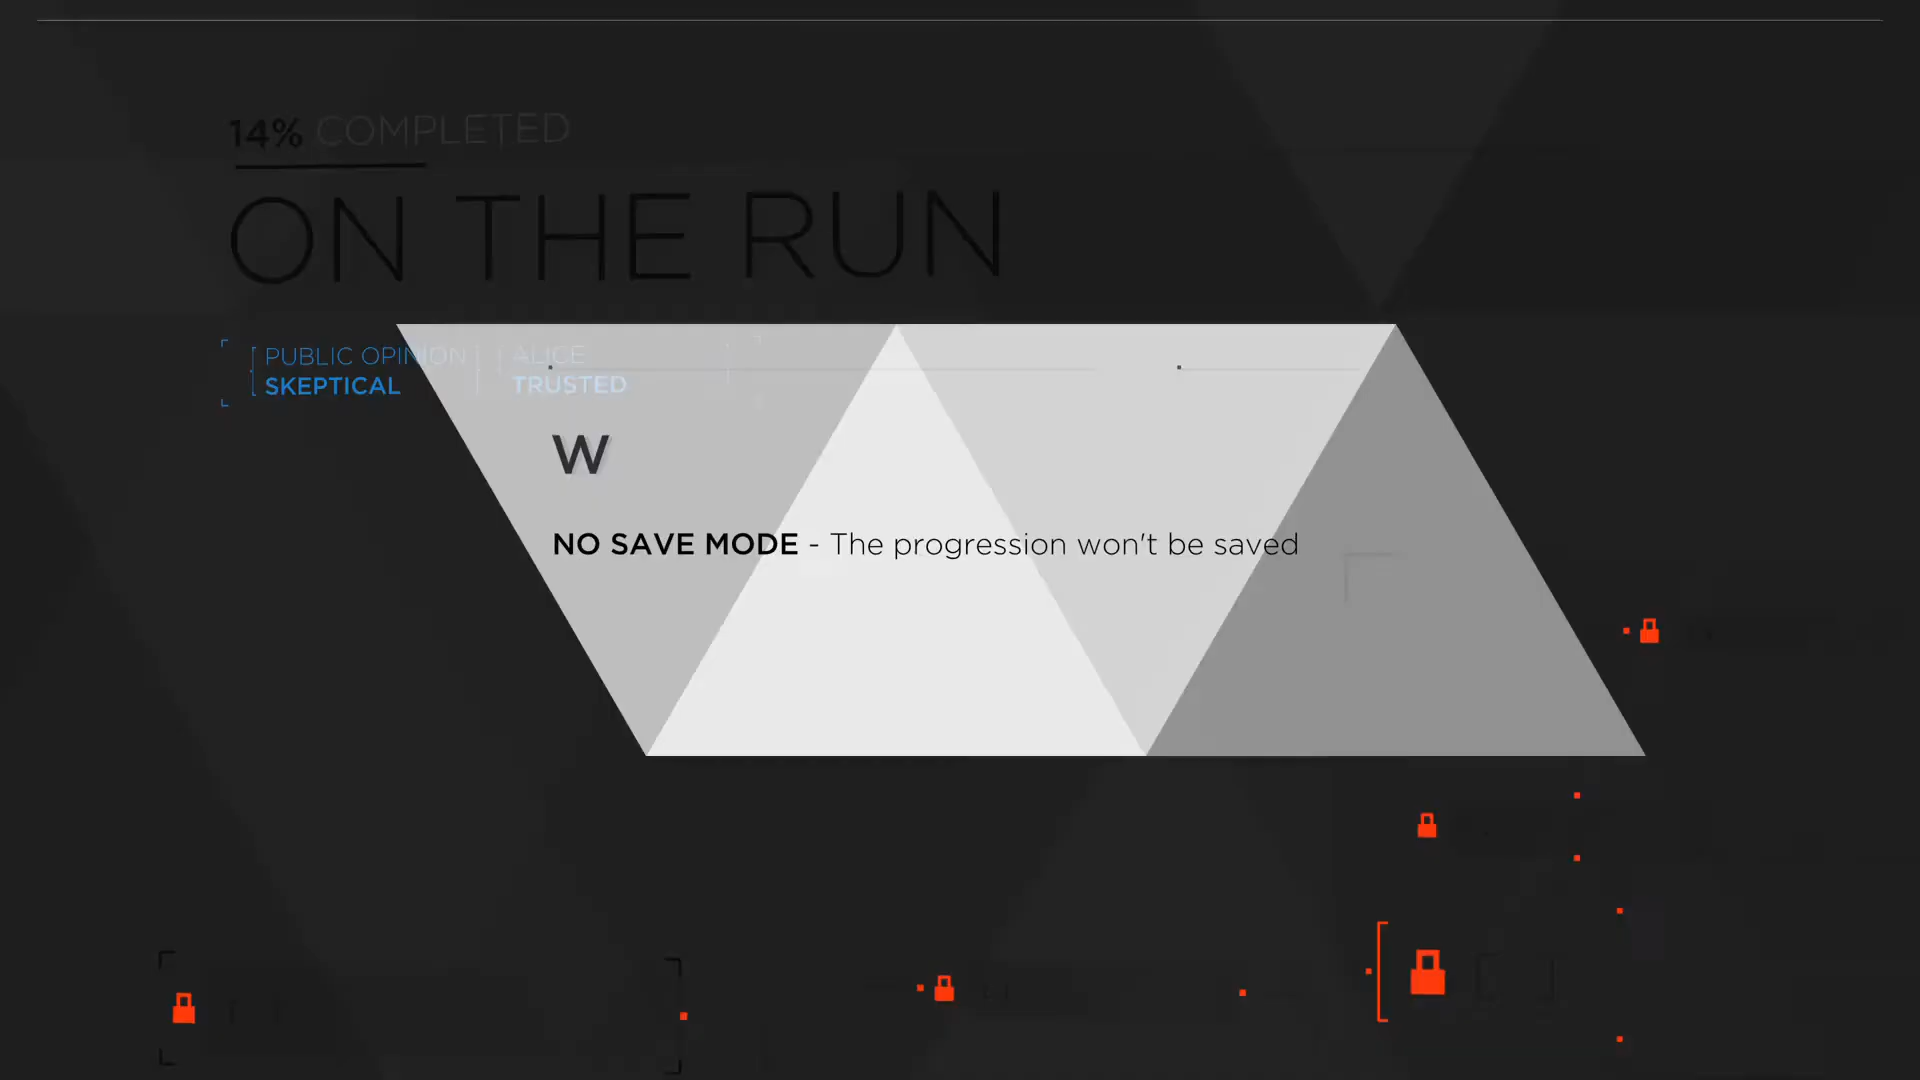 14% COMPLETED
ON THE RUN
PUBLIC OPINION
SKEPTICAL
ALICE
TRUSTED
W
NO SAVE MODE - The progression won't be saved